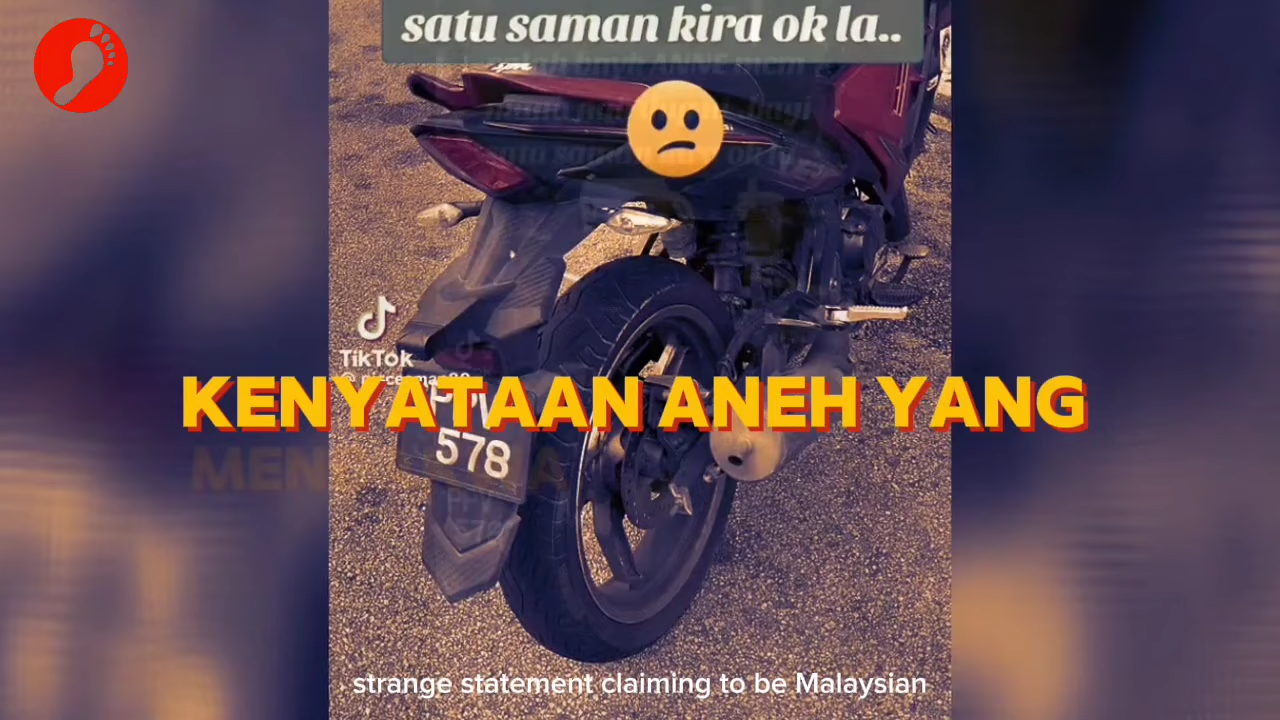 satu saman kira ok la..
TikTok
KENYATAAN ANEH YANG
578
strange statement claiming to be Malaysian